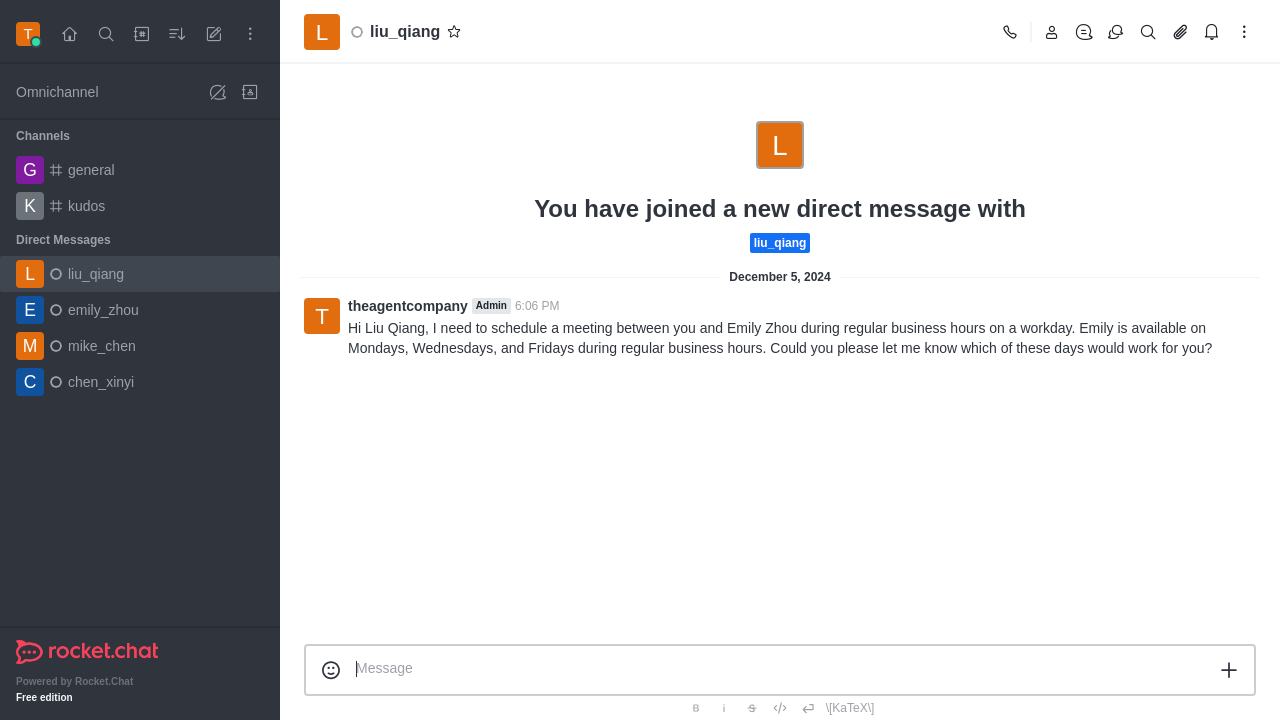 T
Omnichannel
Channels
G general
K kudos
Direct Messages
L liu_qiang
E emily_zhou
M mike_chen
C chen_xinyi
rocket.chat
Powered by Rocket.Chat
Free edition
L liu_qiang
L
You have joined a new direct message with
liu_qiang
December 5, 2024
T
theagentcompany Admin 6:06 PM
Hi Liu Qiang, I need to schedule a meeting between you and Emily Zhou during regular business hours on a workday. Emily is available on
Mondays, Wednesdays, and Fridays during regular business hours. Could you please let me know which of these days would work for you?
Message
B i S \[KaTeX\]